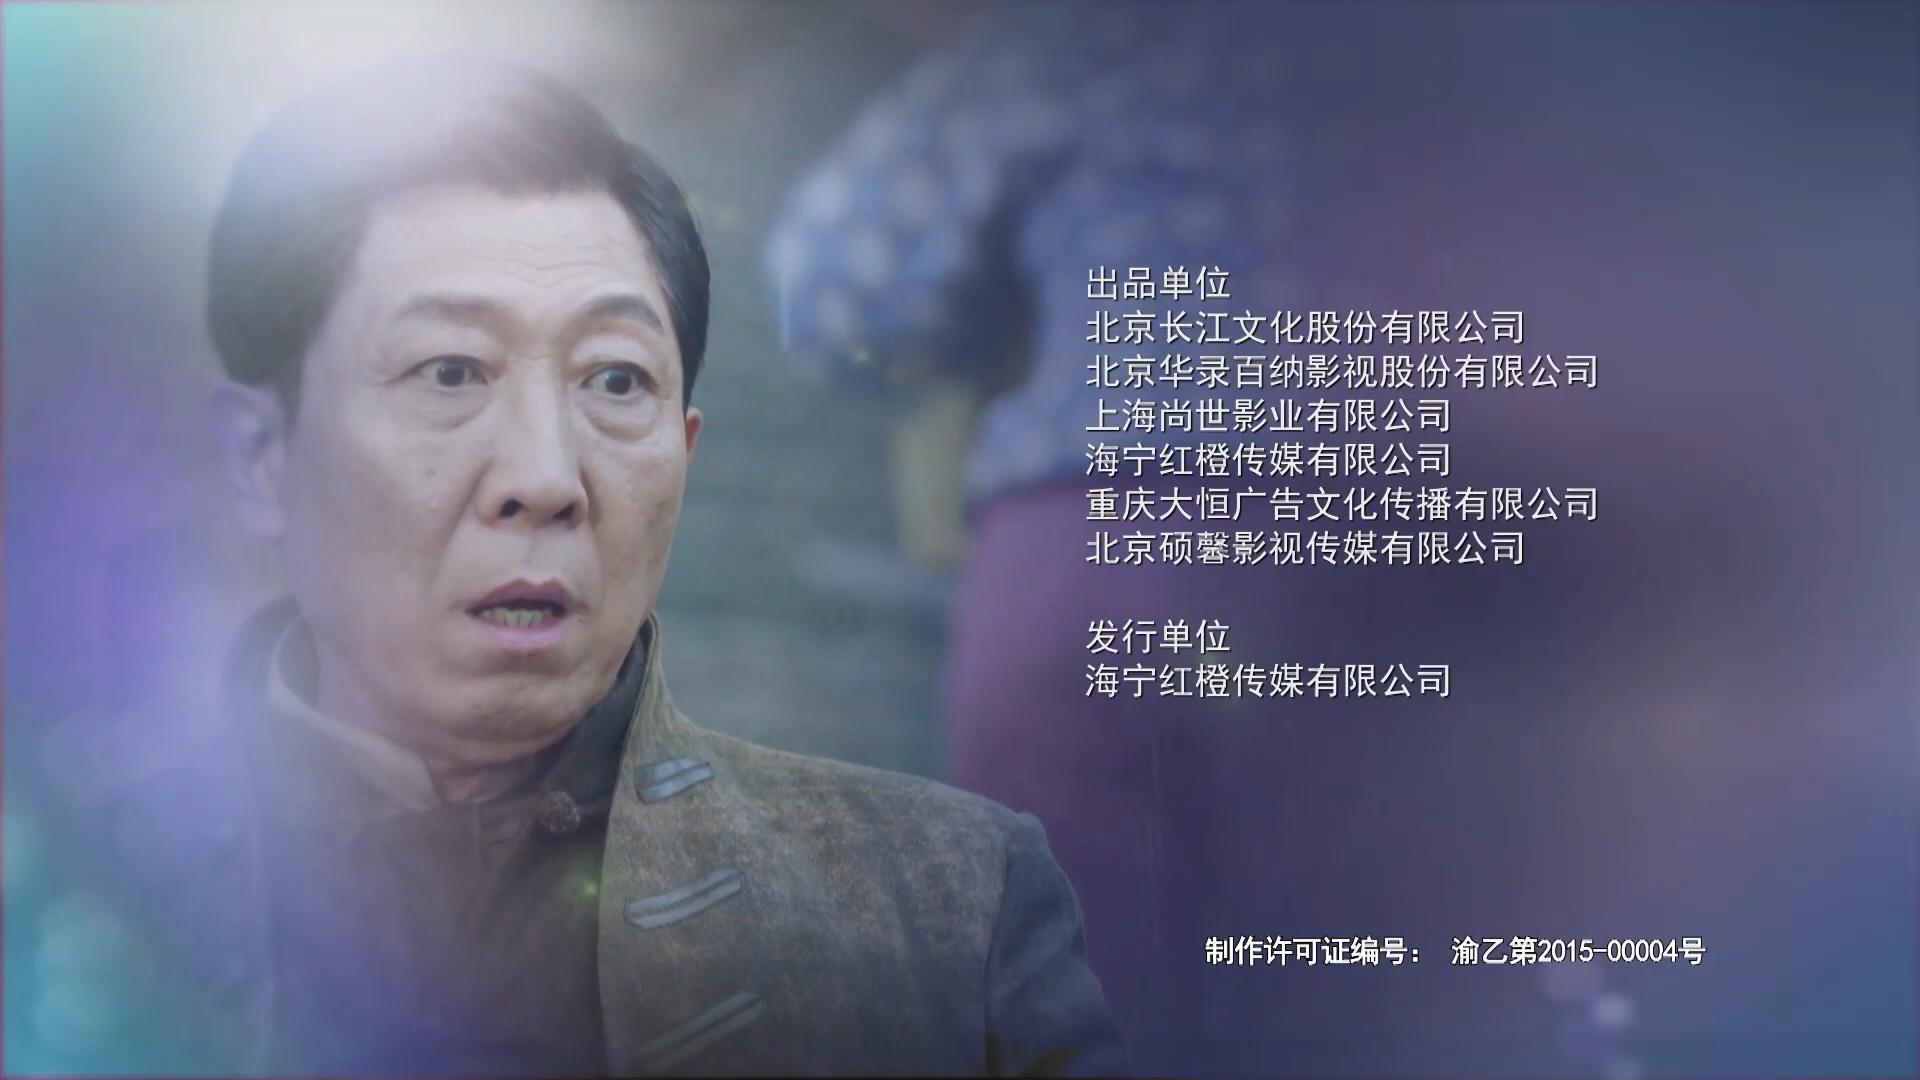 出品单位
北京长江文化股份有限公司
北京华录百纳影视股份有限公司
上海尚世影业有限公司
海宁红橙传媒有限公司
重庆大恒广告文化传播有限公司
北京硕馨影视传媒有限公司
发行单位
海宁红橙传媒有限公司
制作许可证编号： 渝乙第2015-00004号